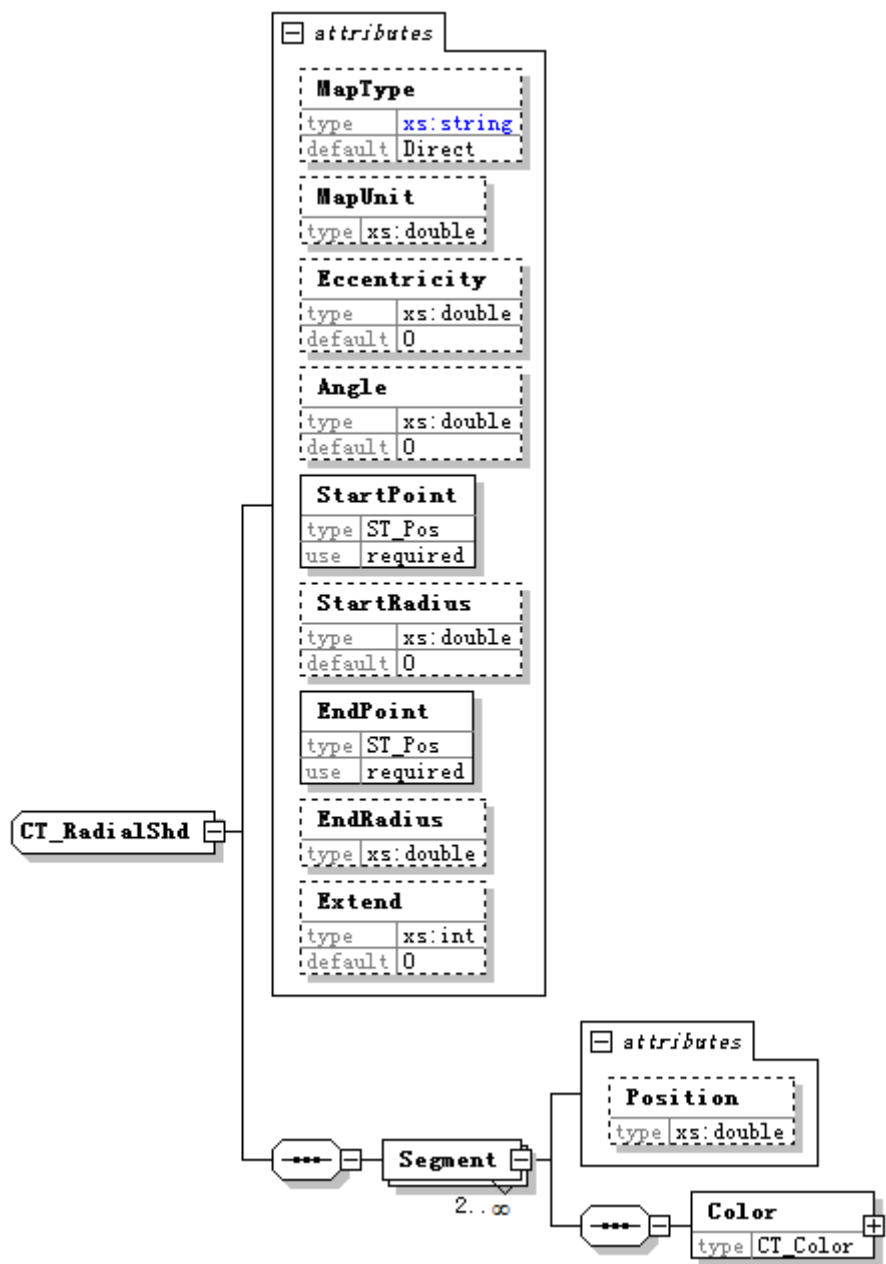 attributes
MapType
type xs:string
default Direct
MapUnit
type xs:double
Eccentricity
type xs:double
default 0
Angle
type xs:double
default 0
StartPoint
type ST_Pos
use required
StartRadius
type xs:double
default 0
EndPoint
type ST_Pos
use required
CT_RadialShd
EndRadius
type xs:double
Extend
type xs:int
default 0
attributes
Position
type xs:double
Segment
2..∞
Color
type CT_Color